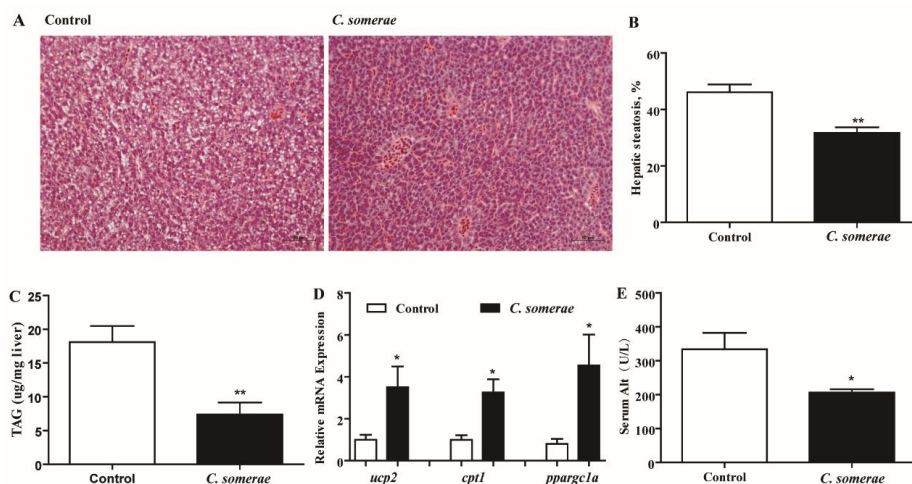 A
Control
C. somerae
B
Hepatic steatosis, %
60
40
20
0
Control
C. somerae
**
C
TAG (ug/mg liver)
25
20
15
10
5
0
Control
C. somerae
**
D
Control
C. somerae
Relative mRNA Expression
8
6
4
2
0
*
*
*
ucp2
cpt1
ppargc1a
E
Serum Alt (U/L)
500
400
300
200
100
0
Control
C. somerae
*